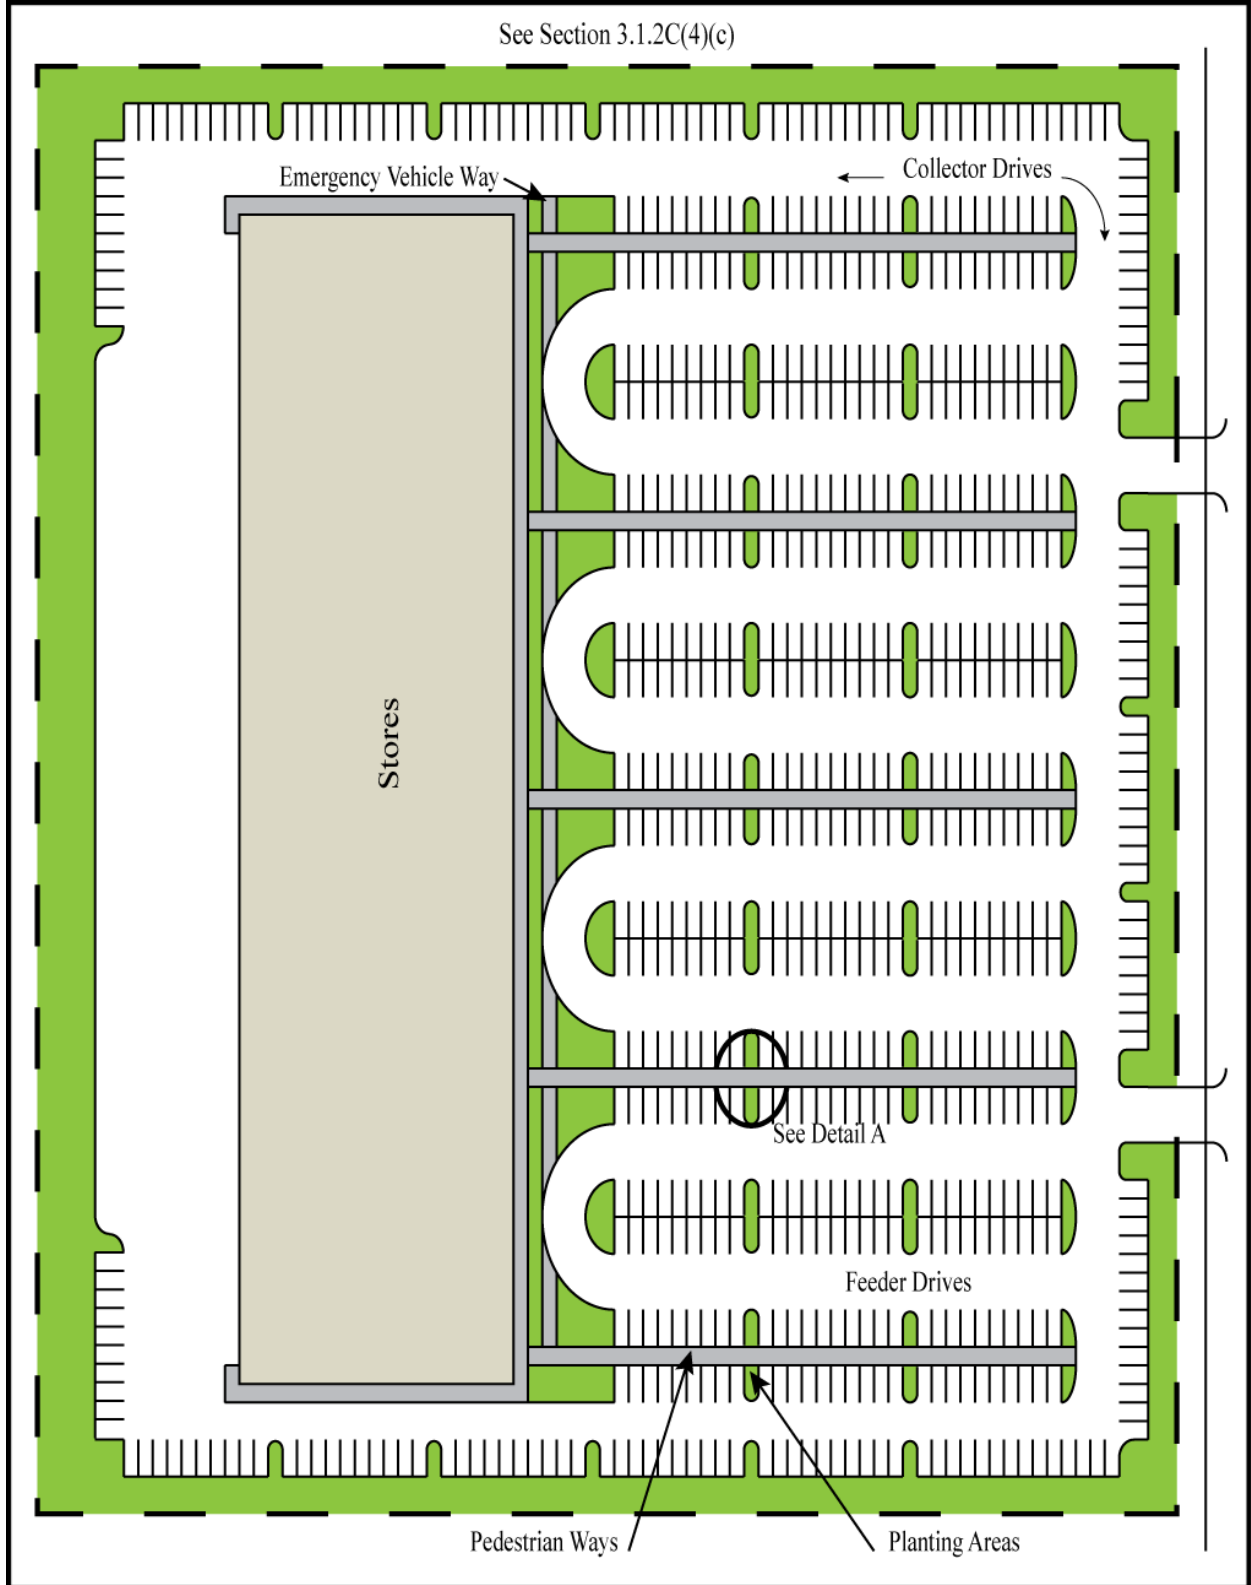 See Section 3.1.2C(4)(c)
Collector Drives
Emergency Vehicle Way
Stores
See Detail A
Feeder Drives
Pedestrian Ways
Planting Areas